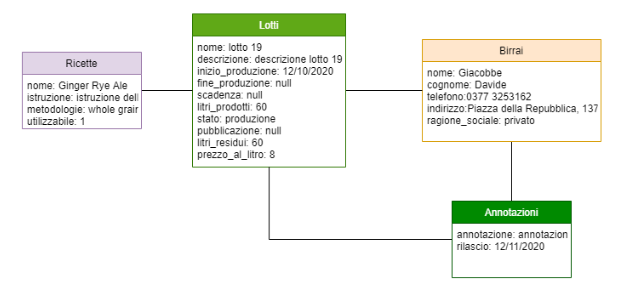 Ricette
nome: Ginger Rye Ale
istruzione: istruzione dell
metodologie: whole grain
utilizzabile: 1
Lotti
nome: lotto 19
descrizione: descrizione lotto 19
inizio_produzione: 12/10/2020
fine_produzione: null
scadenza: null
litri_prodotti: 60
stato: produzione
pubblicazione: null
litri_residui: 60
prezzo_al_litro: 8
Birrai
nome: Giacobbe
cognome: Davide
telefono:0377 3253162
indirizzo:Piazza della Repubblica, 137
ragione_sociale: privato
Annotazioni
annotazione: annotazion
rilascio: 12/11/2020